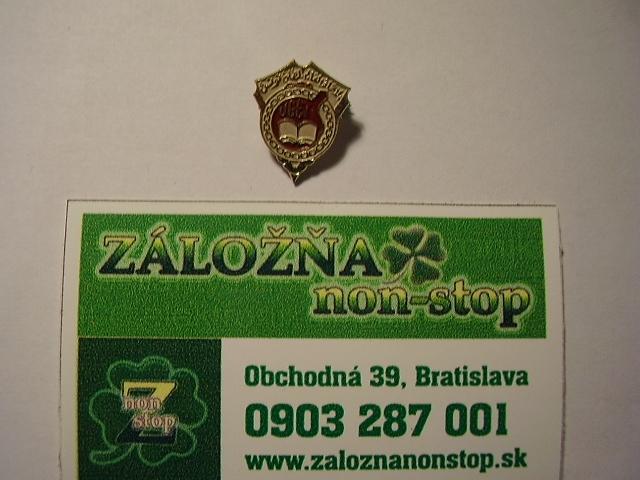 ZÁLOŽŇA
non-stop
Z
non
stop
Obchodná 39, Bratislava
0903 287 001
www.zaloznanonstop.sk